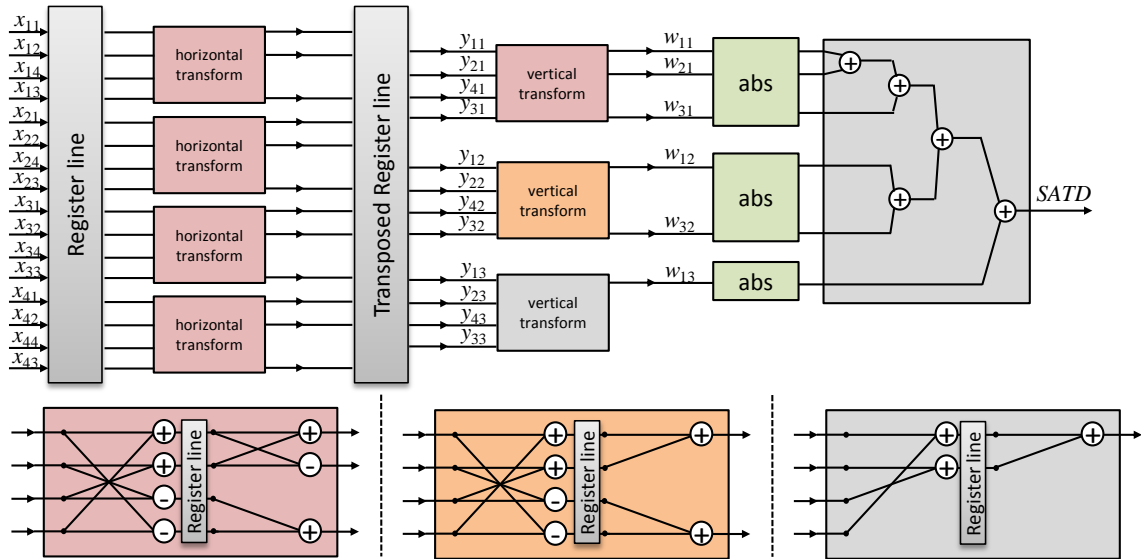 x11
x12
x14
x13
x21
x22
x24
x23
x31
x32
x34
x33
x41
x42
x44
x43
Register line
horizontal
transform
horizontal
transform
horizontal
transform
horizontal
transform
Transposed Register line
y11
y21
y41
y31
y12
y22
y42
y32
y13
y23
y43
y33
vertical
transform
vertical
transform
vertical
transform
w11
w21
w31
w12
w32
w13
abs
abs
abs
+
+
+
+
+
SATD
+
+
-
-
Register line
+
-
+
+
+
-
-
Register line
+
+
+
+
Register line
+